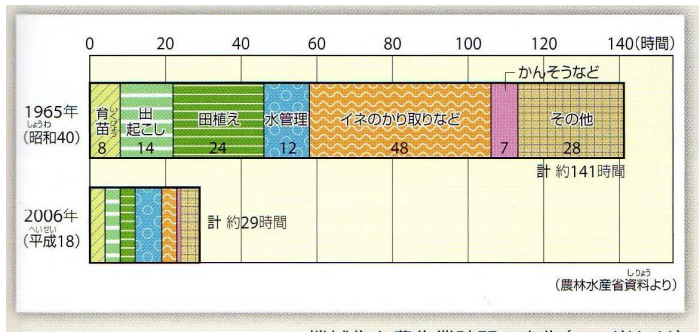 0 20 40 60 80 100 120 140(時間)
かんそうなど
1965年
しょうわ
(昭和40)
いくびょう
育苗
8
田起こし
14
田植え
24
水管理
12
イネのかり取りなど
48
7
その他
28
計 約141時間
2006年
へいせい
(平成18)
計 約29時間
しりょう
(農林水産省資料より)